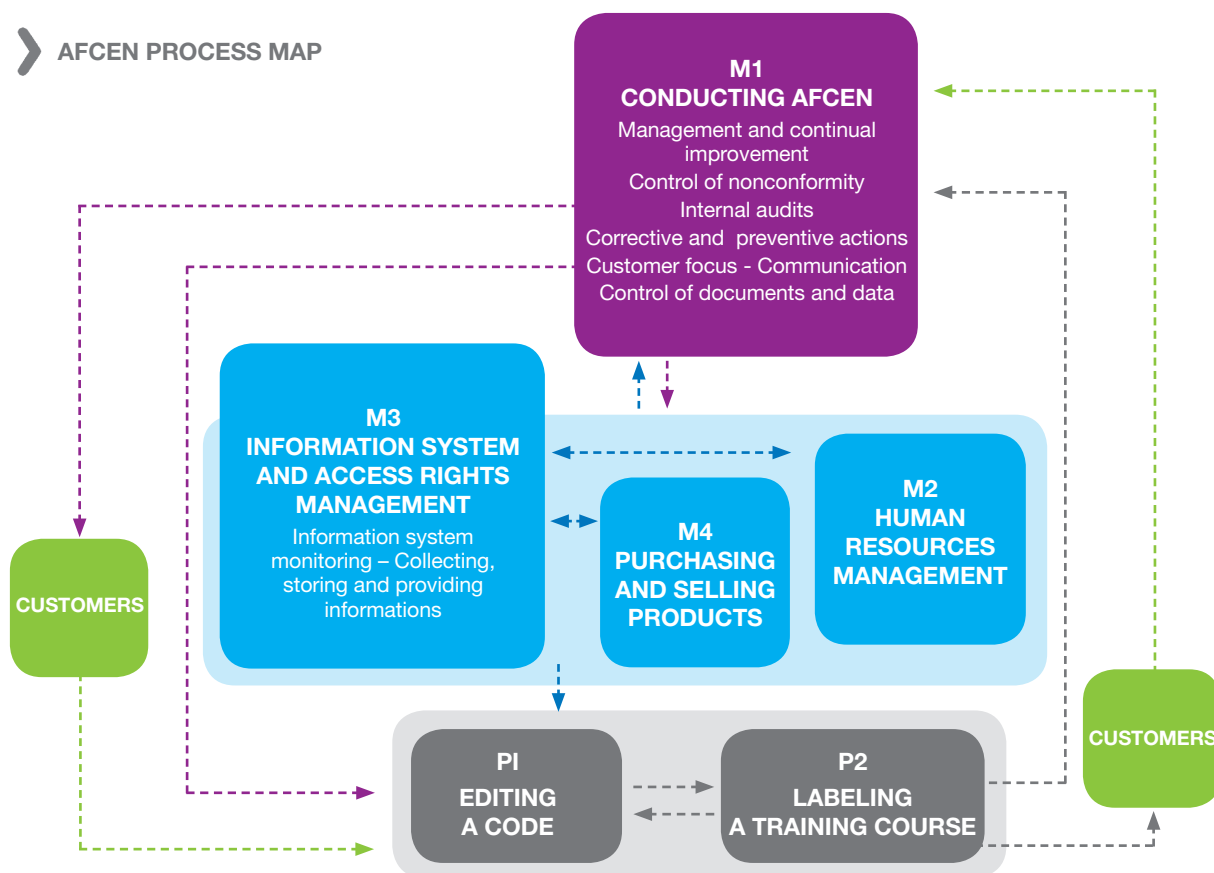 AFCEN PROCESS MAP
M1
CONDUCTING AFCEN
Management and continual
improvement
Control of nonconformity
Internal audits
Corrective and preventive actions
Customer focus - Communication
Control of documents and data
M3
INFORMATION SYSTEM
AND ACCESS RIGHTS
MANAGEMENT
Information system
monitoring – Collecting,
storing and providing
informations
M4
PURCHASING
AND SELLING
PRODUCTS
M2
HUMAN
RESOURCES
MANAGEMENT
CUSTOMERS
CUSTOMERS
PI
EDITING
A CODE
P2
LABELING
A TRAINING COURSE